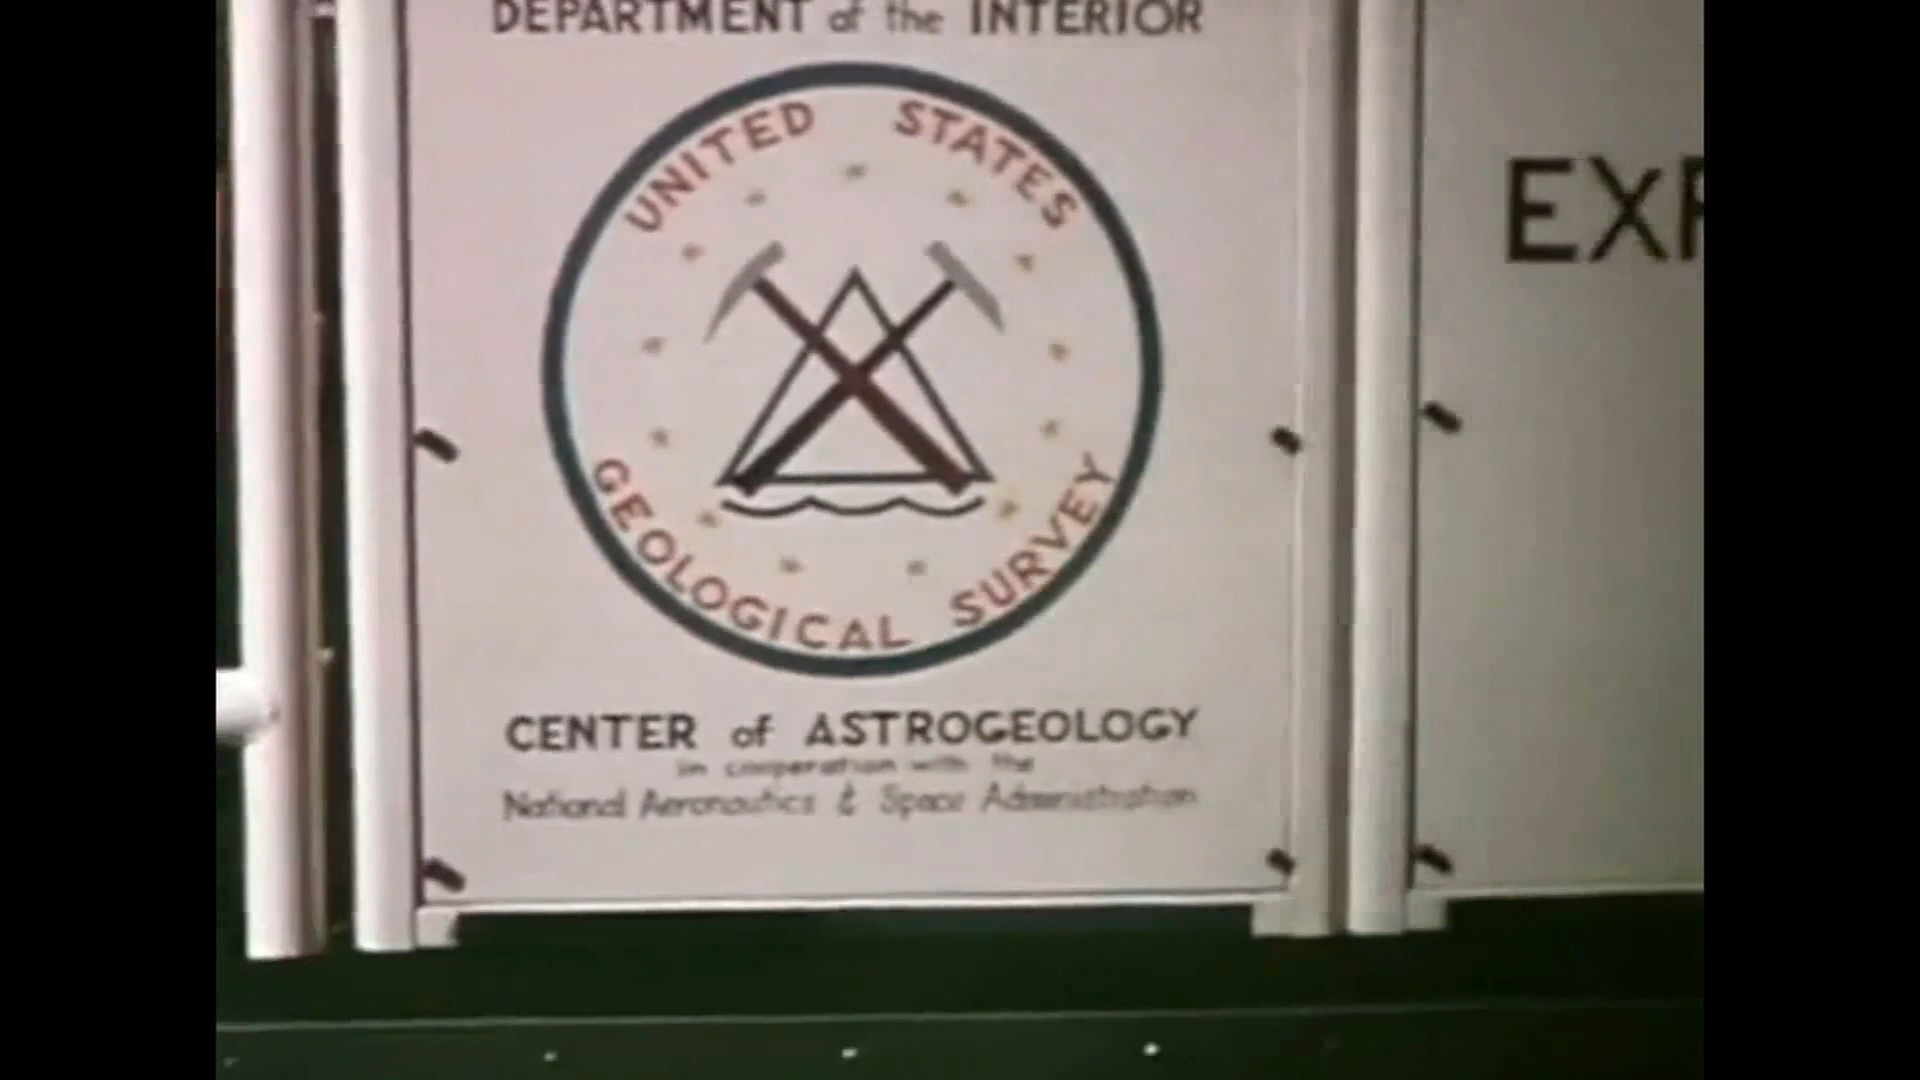 DEPARTMENT of the INTERIOR
UNITED STATES
GEOLOGICAL SURVEY
CENTER of ASTROGEOLOGY
in cooperation with the
National Aeronautics & Space Administration